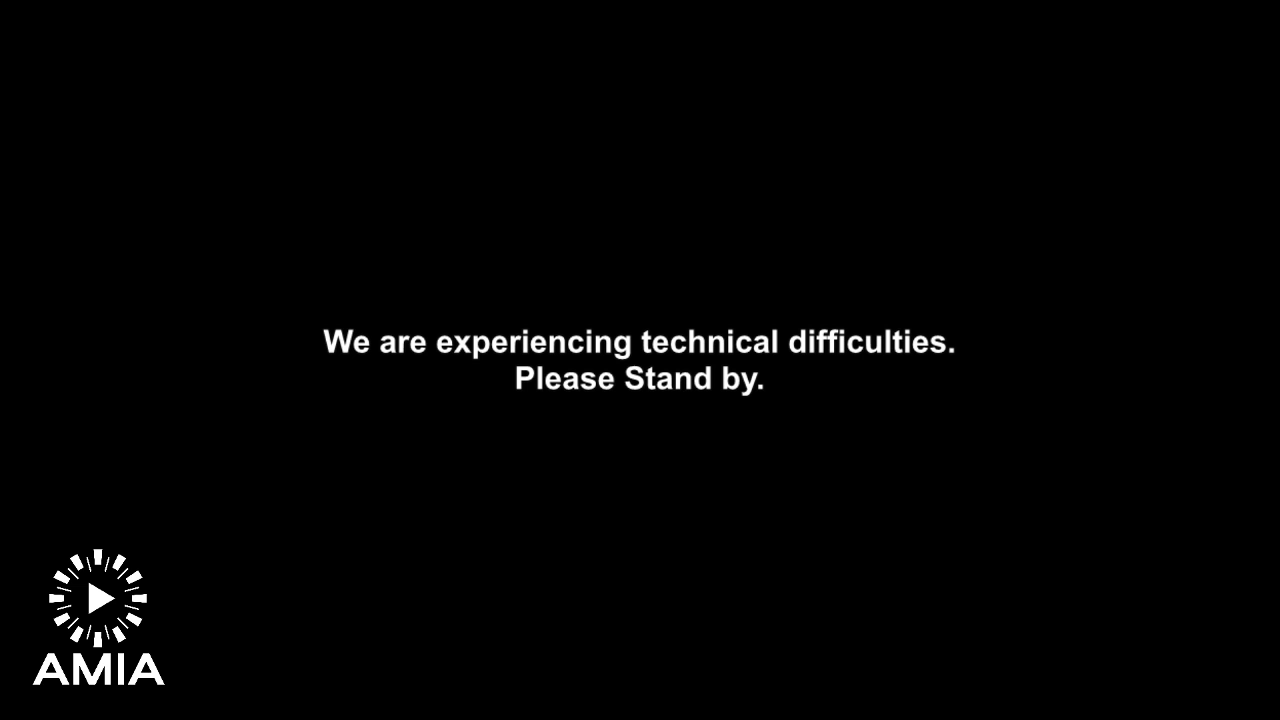 We are experiencing technical difficulties.
Please Stand by.
AMIA